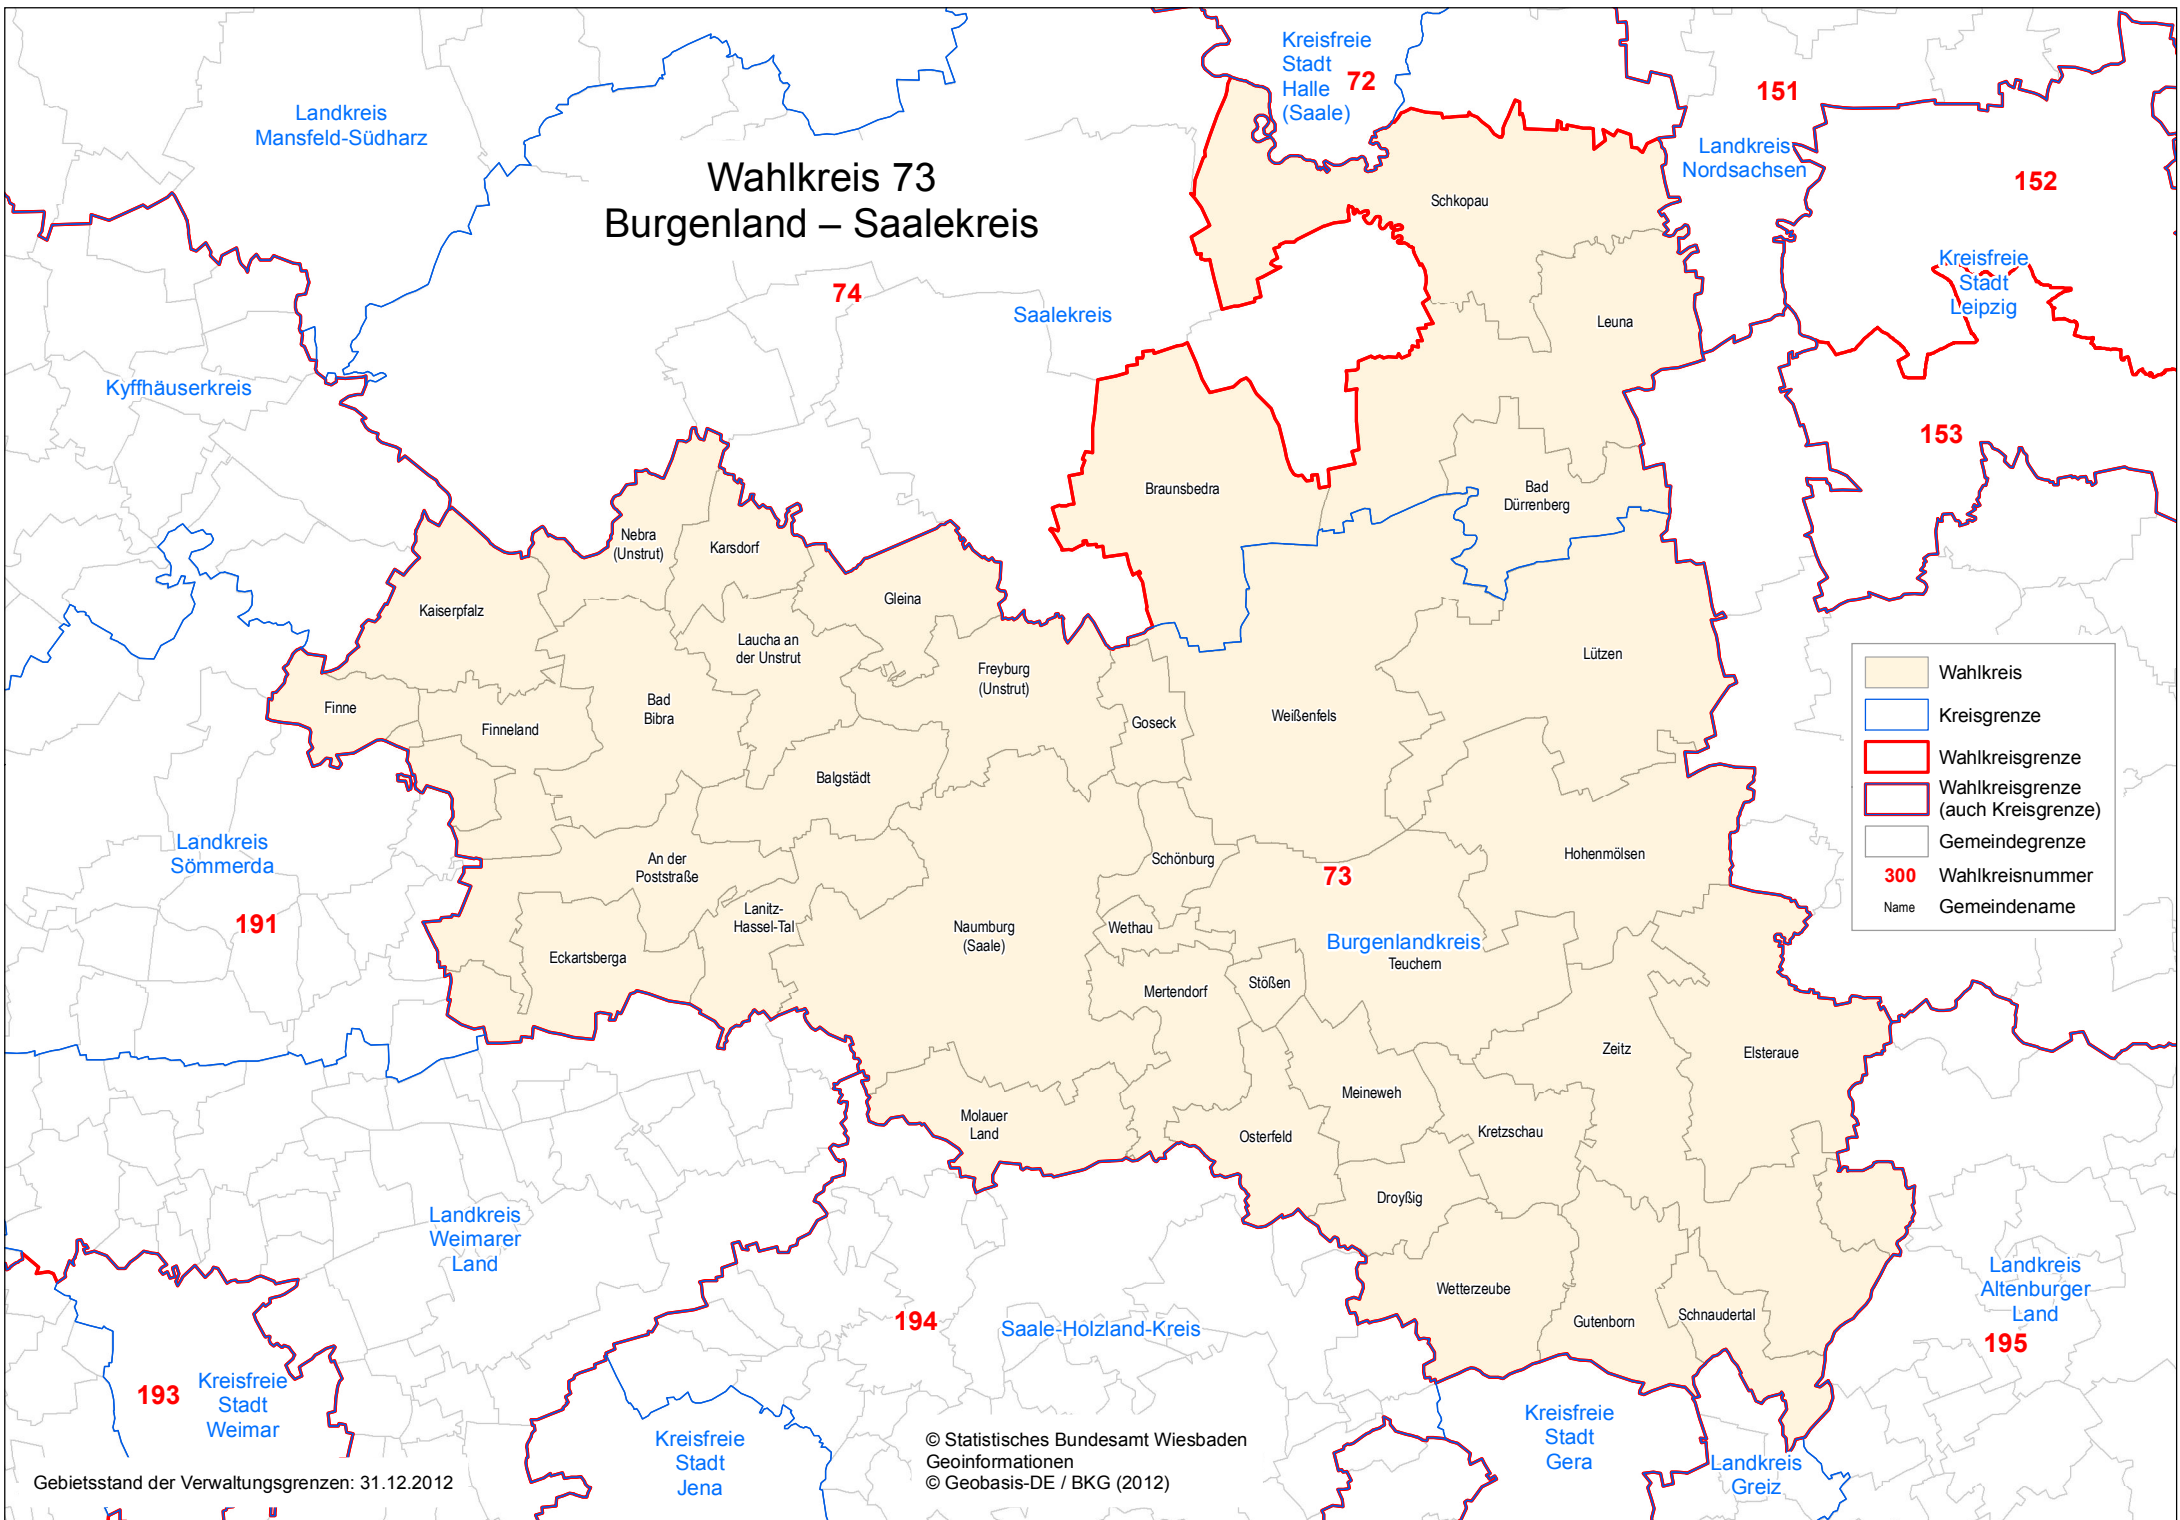 Wahlkreis 73
Burgenland – Saalekreis
Landkreis
Mansfeld-Südharz
Kreisfreie
Stadt
Halle
(Saale)
72
151
Landkreis
Nordsachsen
152
Kreisfreie
Stadt
Leipzig
74
Saalekreis
Schkopau
Leuna
Kyffhäuserkreis
153
Braunsbedra
Bad
Dürrenberg
Nebra
(Unstrut)
Karsdorf
Kaiserpfalz
Gleina
Laucha an
der Unstrut
Freyburg
(Unstrut)
Lützen
Finne
Finneland
Bad
Bibra
Goseck
Weißenfels
Balgstädt
Wahlkreis
Kreisgrenze
Wahlkreisgrenze
Wahlkreisgrenze
(auch Kreisgrenze)
Gemeindegrenze
300 Wahlkreisnummer
Name Gemeindename
Landkreis
Sömmerda
191
An der
Poststraße
Schönburg
73
Hohenmölsen
Lanitz-
Hassel-Tal
Naumburg
(Saale)
Wethau
Burgenlandkreis
Teuchern
Eckartsberga
Mertendorf
Stößen
Zeitz
Elsteraue
Meineweh
Molauer
Land
Osterfeld
Kretzschau
Droyßig
Landkreis
Weimarer
Land
Wetterzeube
Gutenborn
Schnaudertal
Landkreis
Altenburger
Land
195
194
Saale-Holzland-Kreis
193
Kreisfreie
Stadt
Weimar
Kreisfreie
Stadt
Jena
Kreisfreie
Stadt
Gera
Landkreis
Greiz
Gebietsstand der Verwaltungsgrenzen: 31.12.2012
© Statistisches Bundesamt Wiesbaden
Geoinformationen
© Geobasis-DE / BKG (2012)